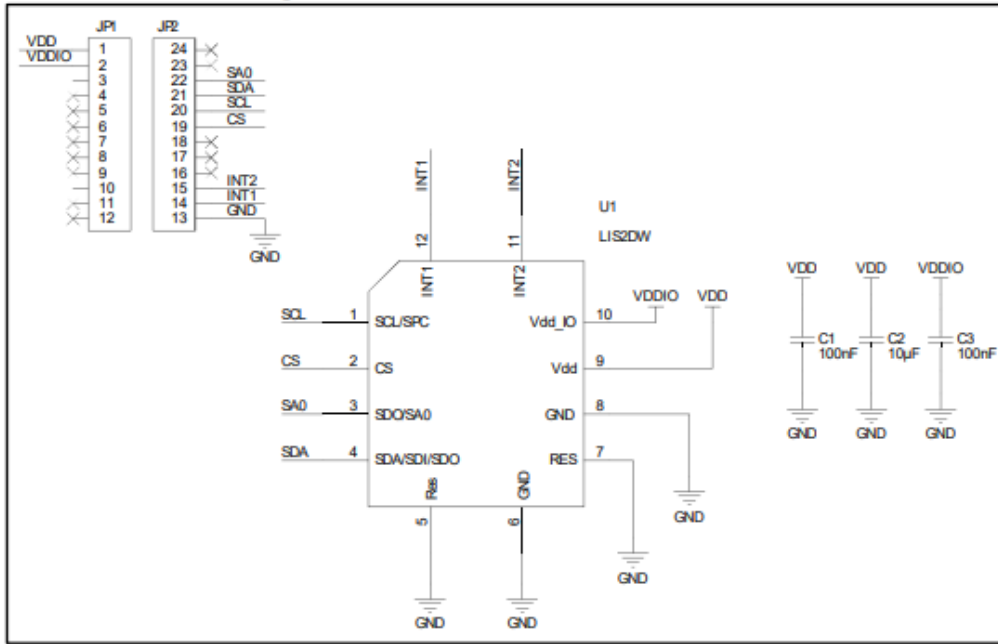 JP1 JP2
VDD 1 24
VDDIO 2 23
3 22 SA0
4 21 SDA
5 20 SCL
6 19 CS
7 18
8 17
9 16
10 15 INT2
11 14 INT1
12 13 GND
GND
INT1 INT2
12 11
U1
LIS2DW
INT1 INT2
SCL 1 SCL/SPC Vdd_IO 10 VDDIO VDD
CS 2 CS Vdd 9
SA0 3 SDO/SA0 GND 8
SDA 4 SDA/SDI/SDO RES 7
Res GND
5 6
GND
GND
GND GND
VDD VDD VDDIO
C1 C2 C3
100nF 10µF 100nF
GND GND GND